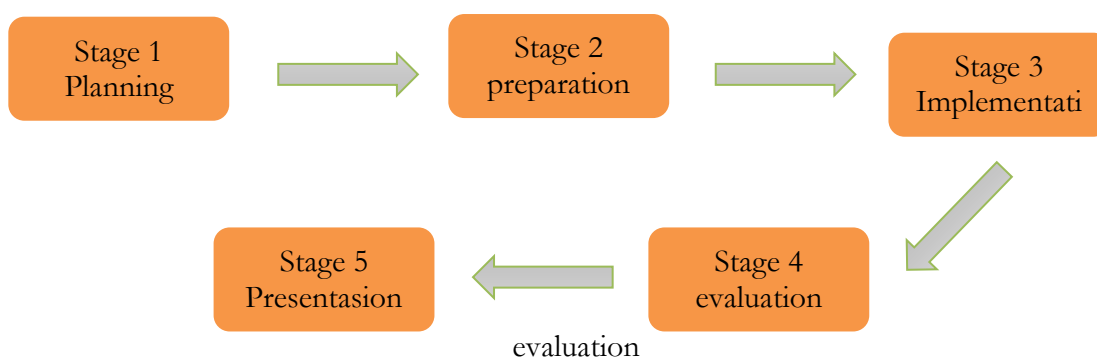 Stage 1
Planning
Stage 2
preparation
Stage 3
Implementati
Stage 4
evaluation
Stage 5
Presentasion
evaluation